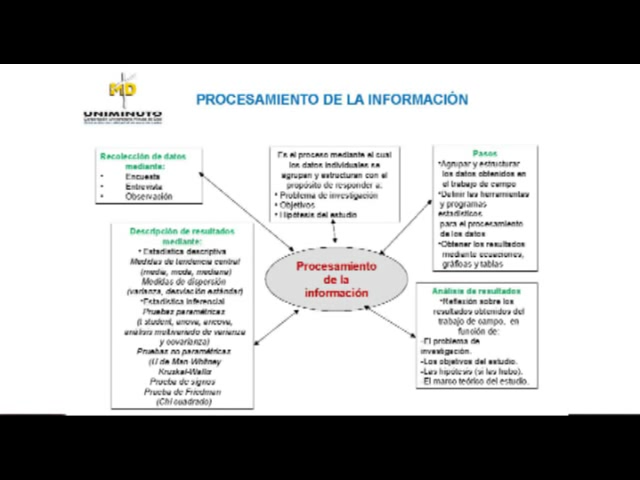 MD
UNIMINUTO
PROCESAMIENTO DE LA INFORMACIÓN
Recolección de datos
mediante:
• Encuesta
• Entrevista
• Observación
Es el proceso mediante el cual
los datos individuales se
agrupan y estructuran con el
propósito de responder a:
• Problema de investigación
• Objetivos
• Hipótesis del estudio
Pasos
•Agrupar y estructurar
los datos obtenidos en
el trabajo de campo
•Definir las herramientas
y programas
estadísticos
para el procesamiento
de los datos
•Obtener los resultados
mediante ecuaciones,
gráficas y tablas
Descripción de resultados
mediante:
• Estadística descriptiva
Medidas de tendencia central
(media, moda, mediana)
Medidas de dispersión
(varianza, desviación estándar)
•Estadística inferencial
Pruebas paramétricas
(t student, anova, ancova,
análisis multivariado de varianza
y covarianza)
Pruebas no paramétricas
(U de Man Whitney
Kruskal-Wallis
Prueba de signos
Prueba de Friedman
(Chi cuadrado)
Procesamiento
de la
información
Análisis de resultados
•Reflexión sobre los
resultados obtenidos del
trabajo de campo, en
función de:
-El problema de
investigación.
-Los objetivos del estudio.
-Las hipótesis (si las hubo).
-El marco teórico del estudio.